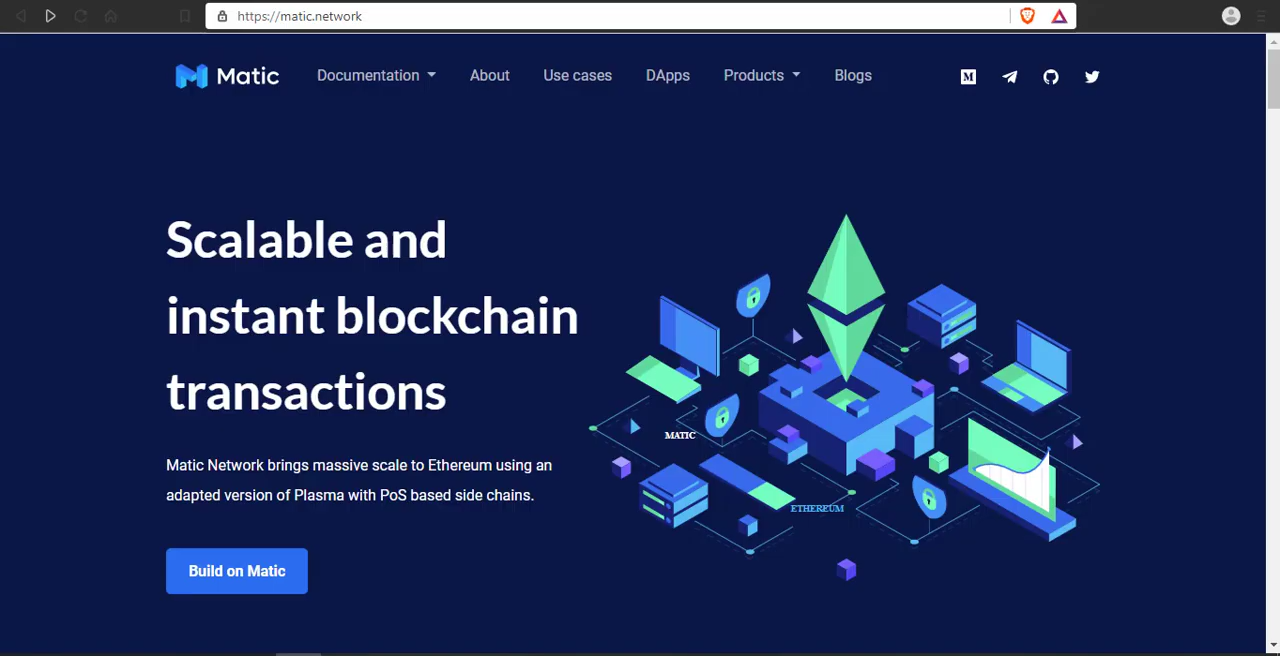 https://matic.network
Matic Documentation About Use cases DApps Products Blogs
Scalable and
instant blockchain
transactions
MATIC
Matic Network brings massive scale to Ethereum using an
adapted version of Plasma with PoS based side chains.
ETHEREUM
Build on Matic